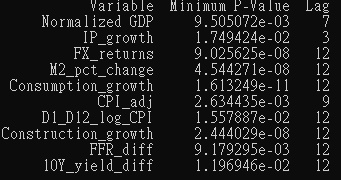 Variable Minimum P-Value Lag
Normalized GDP 9.505072e-03 7
IP_growth 1.749424e-02 3
FX_returns 9.025625e-08 12
M2_pct_change 4.544271e-08 12
Consumption_growth 1.613249e-11 12
CPI_adj 2.634435e-03 9
D1_D12_log_CPI 1.557887e-02 12
Construction_growth 2.444029e-08 12
FFR_diff 9.179295e-03 12
10Y_yield_diff 1.196946e-02 12